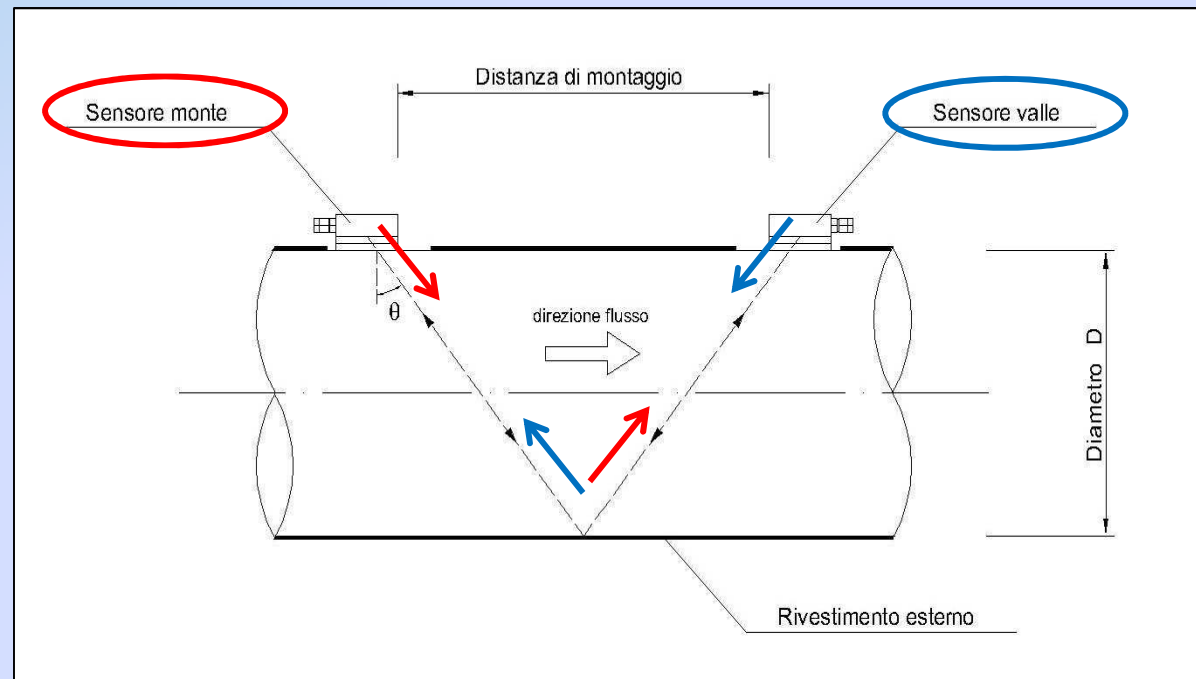 Distanza di montaggio
Sensore monte
Sensore valle
θ
direzione flusso
Diametro D
Rivestimento esterno